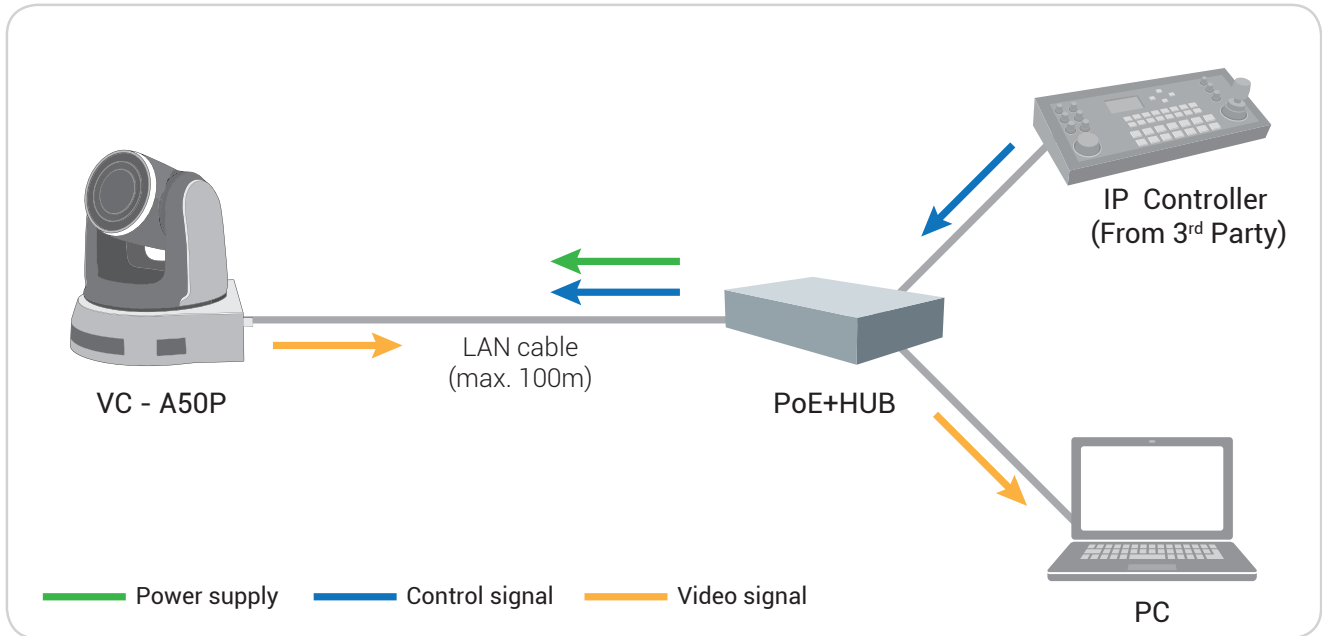 IP Controller
(From 3rd Party)
LAN cable
(max. 100m)
VC - A50P
PoE+HUB
Power supply
Control signal
Video signal
PC